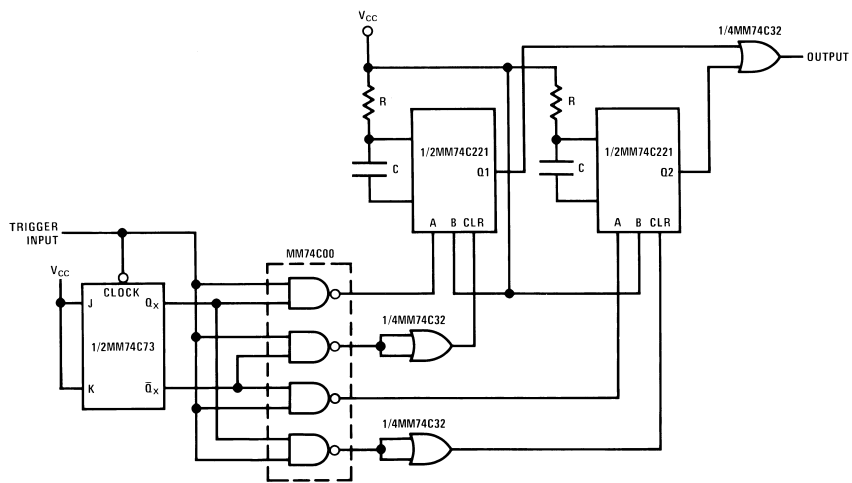 VCC
1/4MM74C32
OUTPUT
R
R
1/2MM74C221
1/2MM74C221
C
Q1
C
Q2
A B CLR
A B CLR
TRIGGER
INPUT
MM74C00
VCC
CLOCK
J
QX
1/4MM74C32
1/2MM74C73
K
Q̅X
1/4MM74C32